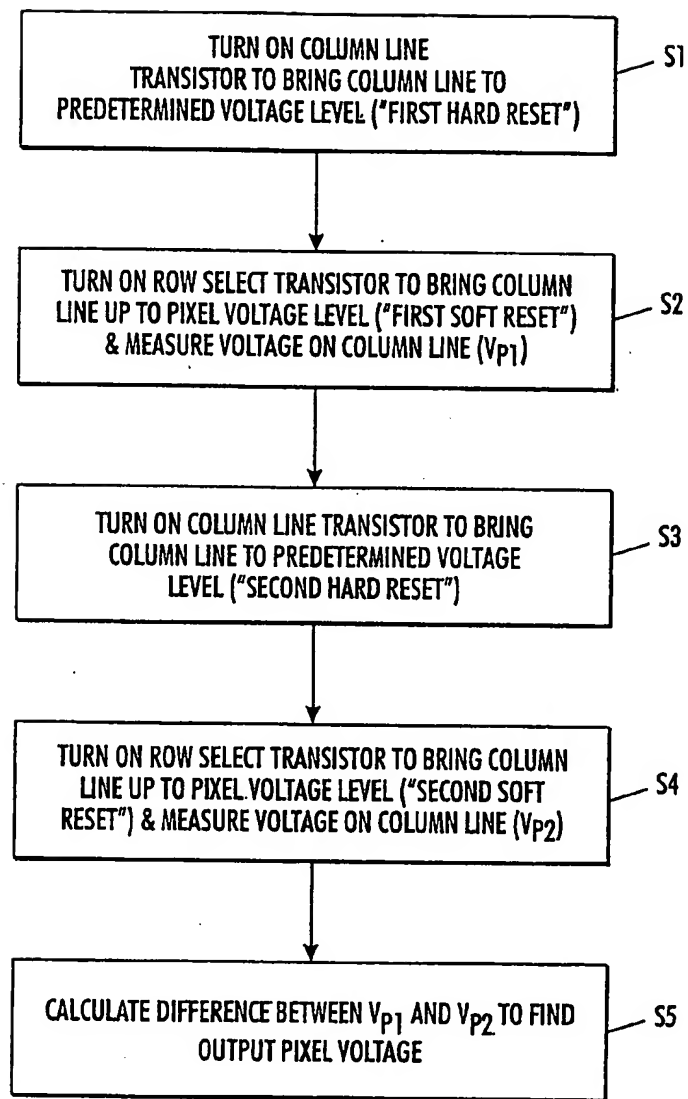 TURN ON COLUMN LINE
TRANSISTOR TO BRING COLUMN LINE TO
PREDETERMINED VOLTAGE LEVEL ("FIRST HARD RESET")
S1
TURN ON ROW SELECT TRANSISTOR TO BRING COLUMN
LINE UP TO PIXEL VOLTAGE LEVEL ("FIRST SOFT RESET")
& MEASURE VOLTAGE ON COLUMN LINE (VP1)
S2
TURN ON COLUMN LINE TRANSISTOR TO BRING
COLUMN LINE TO PREDETERMINED VOLTAGE
LEVEL ("SECOND HARD RESET")
S3
TURN ON ROW SELECT TRANSISTOR TO BRING COLUMN
LINE UP TO PIXEL VOLTAGE LEVEL ("SECOND SOFT
RESET") & MEASURE VOLTAGE ON COLUMN LINE (VP2)
S4
CALCULATE DIFFERENCE BETWEEN VP1 AND VP2 TO FIND
OUTPUT PIXEL VOLTAGE
S5